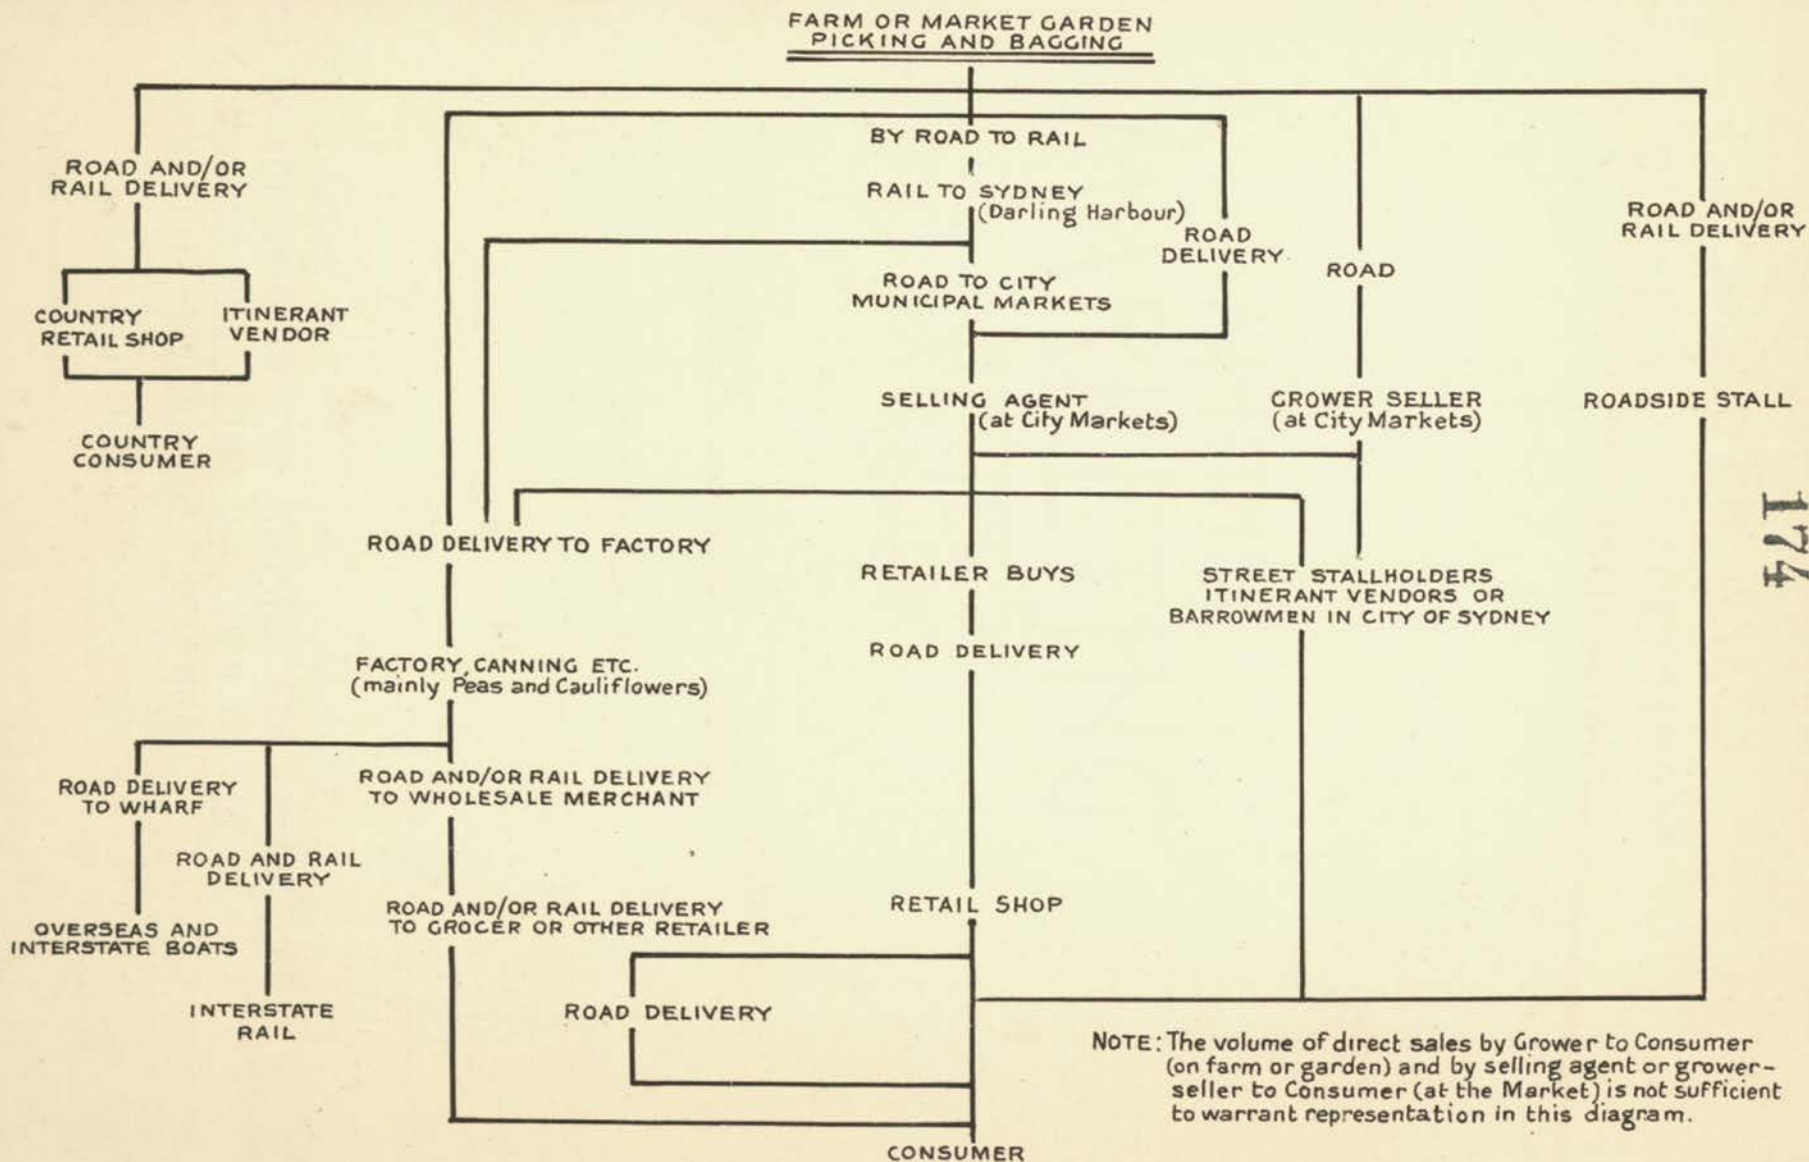 FARM OR MARKET GARDEN
PICKING AND BAGGING
BY ROAD TO RAIL
ROAD AND/OR
RAIL DELIVERY
RAIL TO SYDNEY
(Darling Harbour)
ROAD
DELIVERY
ROAD
ROAD AND/OR
RAIL DELIVERY
COUNTRY
RETAIL SHOP
ITINERANT
VENDOR
ROAD TO CITY
MUNICIPAL MARKETS
COUNTRY
CONSUMER
SELLING AGENT
(at City Markets)
GROWER SELLER
(at City Markets)
ROADSIDE STALL
174
ROAD DELIVERY TO FACTORY
RETAILER BUYS
STREET STALLHOLDERS
ITINERANT VENDORS OR
BARROWMEN IN CITY OF SYDNEY
ROAD DELIVERY
FACTORY, CANNING ETC.
(mainly Peas and Cauliflowers)
ROAD DELIVERY
TO WHARF
ROAD AND/OR RAIL DELIVERY
TO WHOLESALE MERCHANT
ROAD AND RAIL
DELIVERY
OVERSEAS AND
INTERSTATE BOATS
ROAD AND/OR RAIL DELIVERY
TO GROCER OR OTHER RETAILER
RETAIL SHOP
INTERSTATE
RAIL
ROAD DELIVERY
NOTE: The volume of direct sales by Grower to Consumer
(on farm or garden) and by selling agent or grower-
seller to Consumer (at the Market) is not sufficient
to warrant representation in this diagram.
CONSUMER